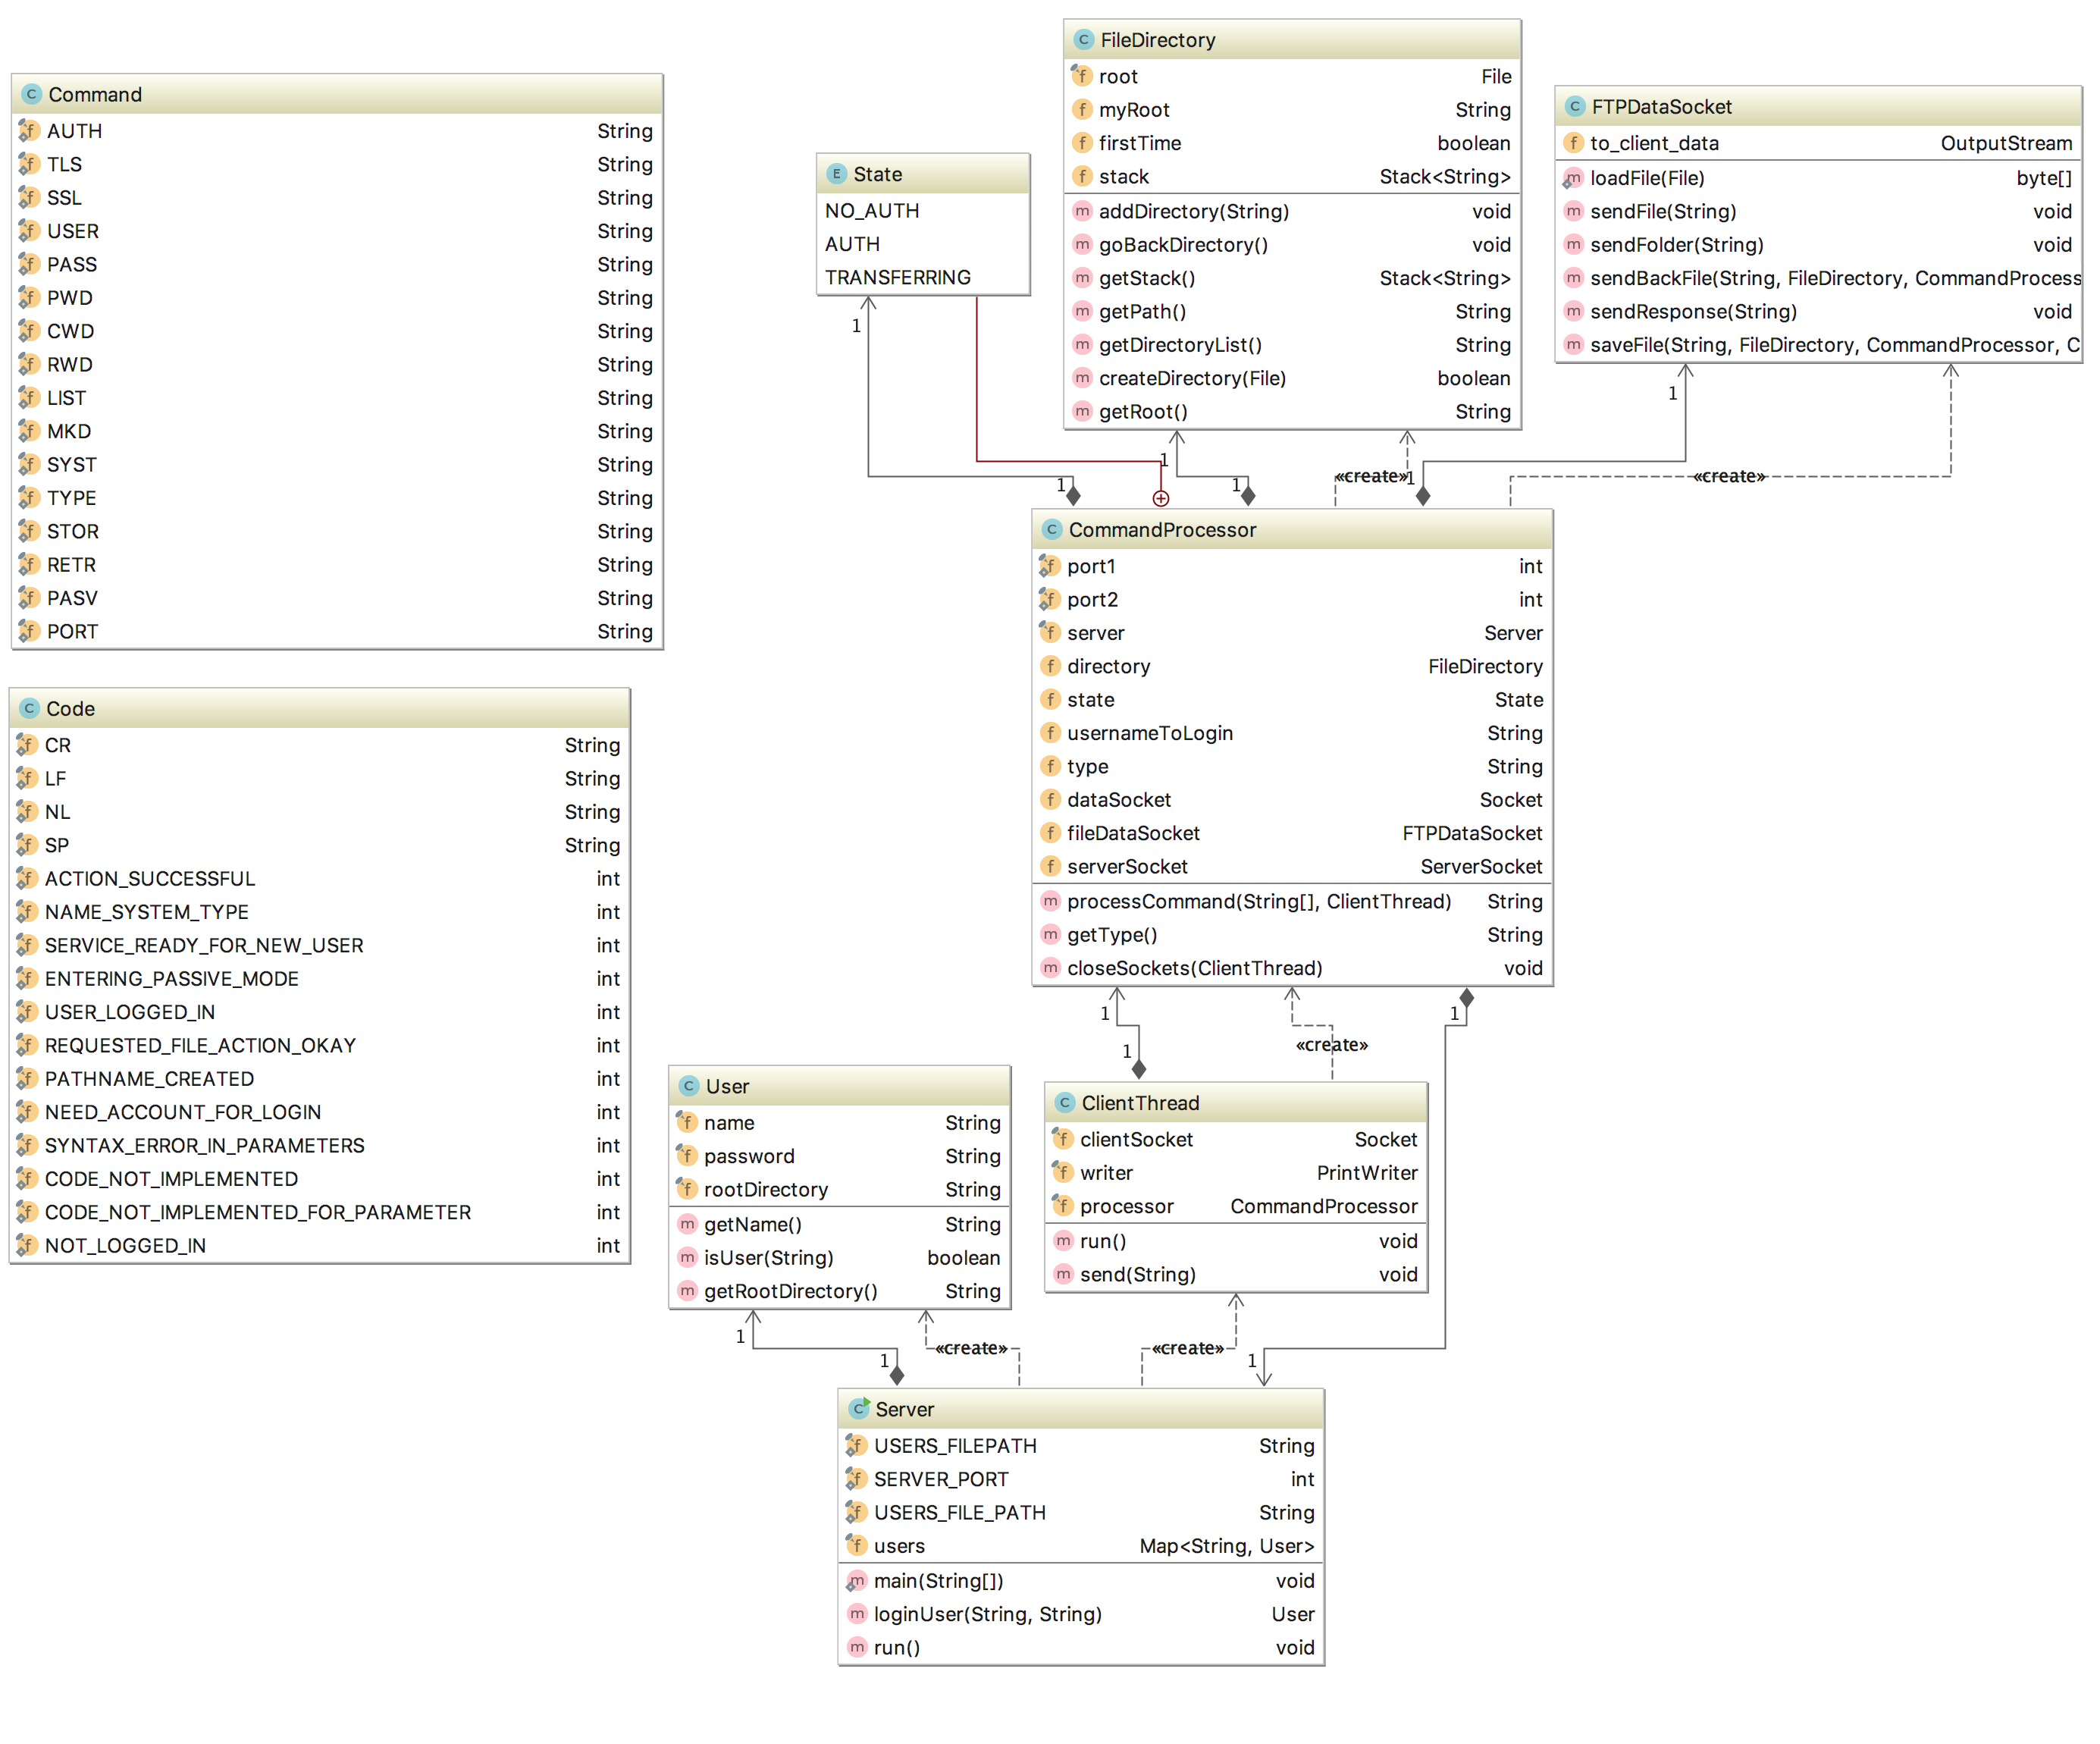 Command
AUTH String
TLS String
SSL String
USER String
PASS String
PWD String
CWD String
RWD String
LIST String
MKD String
SYST String
TYPE String
STOR String
RETR String
PASV String
PORT String
Code
CR String
LF String
NL String
SP String
ACTION_SUCCESSFUL int
NAME_SYSTEM_TYPE int
SERVICE_READY_FOR_NEW_USER int
ENTERING_PASSIVE_MODE int
USER_LOGGED_IN int
REQUESTED_FILE_ACTION_OKAY int
PATHNAME_CREATED int
NEED_ACCOUNT_FOR_LOGIN int
SYNTAX_ERROR_IN_PARAMETERS int
CODE_NOT_IMPLEMENTED int
CODE_NOT_IMPLEMENTED_FOR_PARAMETER int
NOT_LOGGED_IN int
State
NO_AUTH
AUTH
TRANSFERRING
FileDirectory
root File
myRoot String
firstTime boolean
stack Stack<String>
addDirectory(String) void
goBackDirectory() void
getStack() Stack<String>
getPath() String
getDirectoryList() String
createDirectory(File) boolean
getRoot() String
FTPDataSocket
to_client_data OutputStream
loadFile(File) byte[]
sendFile(String) void
sendFolder(String) void
sendBackFile(String, FileDirectory, CommandProcess
sendResponse(String) void
saveFile(String, FileDirectory, CommandProcessor, C
1
1
1
1
1
1
«create»
«create»
CommandProcessor
port1 int
port2 int
server Server
directory FileDirectory
state State
usernameToLogin String
type String
dataSocket Socket
fileDataSocket FTPDataSocket
serverSocket ServerSocket
processCommand(String[], ClientThread) String
getType() String
closeSockets(ClientThread) void
1
1
1
«create»
User
name String
password String
rootDirectory String
getName() String
isUser(String) boolean
getRootDirectory() String
ClientThread
clientSocket Socket
writer PrintWriter
processor CommandProcessor
run() void
send(String) void
1
1
«create»
«create»
1
Server
USERS_FILEPATH String
SERVER_PORT int
USERS_FILE_PATH String
users Map<String, User>
main(String[]) void
loginUser(String, String) User
run() void